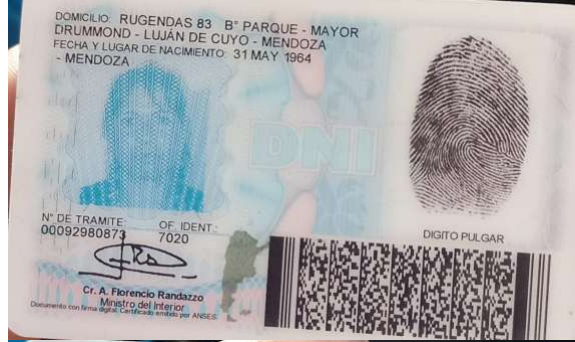 DOMICILIO: RUGENDAS 83 B° PARQUE - MAYOR
DRUMMOND - LUJÁN DE CUYO - MENDOZA
FECHA Y LUGAR DE NACIMIENTO: 31 MAY 1964
- MENDOZA
DNI
N° DE TRAMITE: OF. IDENT.:
00092980873 7020
DIGITO PULGAR
Cr. A. Florencio Randazzo
Ministro del Interior
Documento con firma digital. Certificado emitido por ANSES.